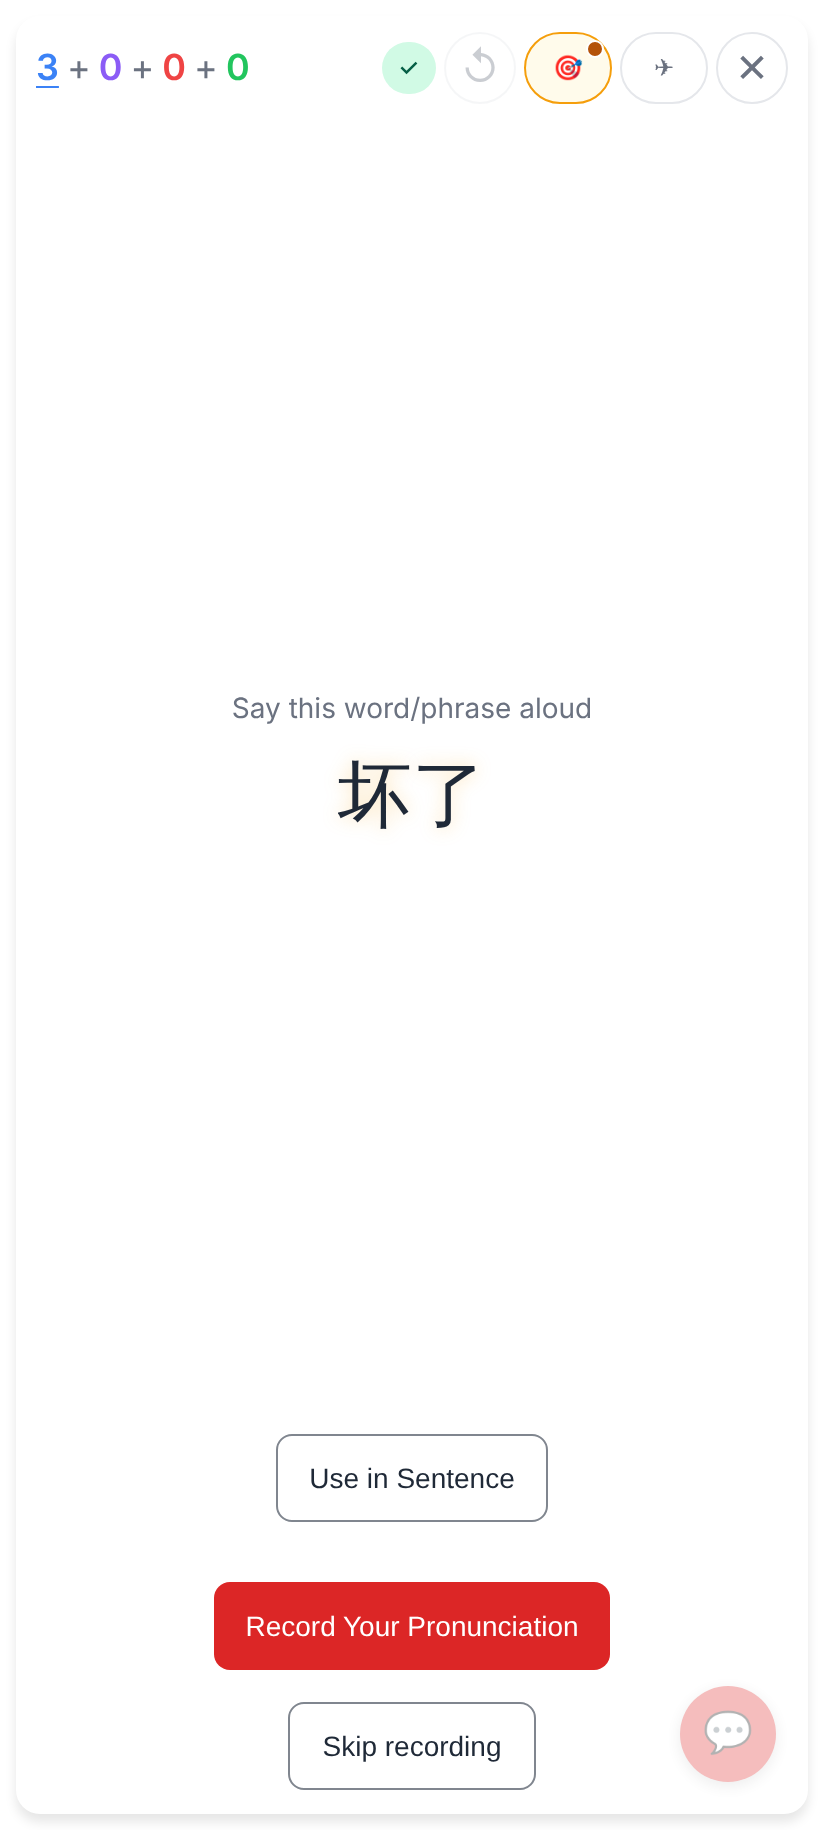 3 + 0 + 0 + 0
Say this word/phrase aloud
坏了
Use in Sentence
Record Your Pronunciation
Skip recording